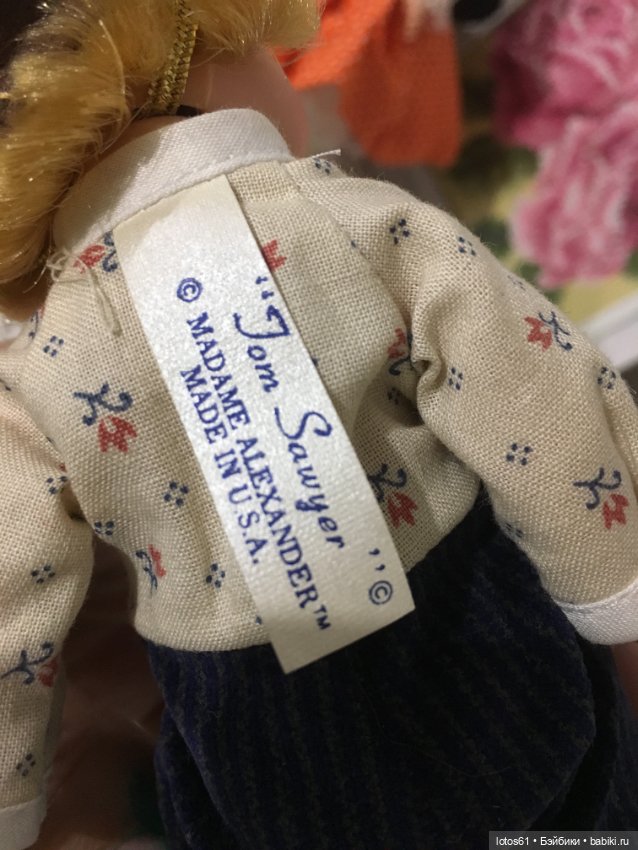 "Tom Sawyer"©
© MADAME ALEXANDER™
MADE IN U.S.A.
lotos61 • Бэйбики • babiki.ru